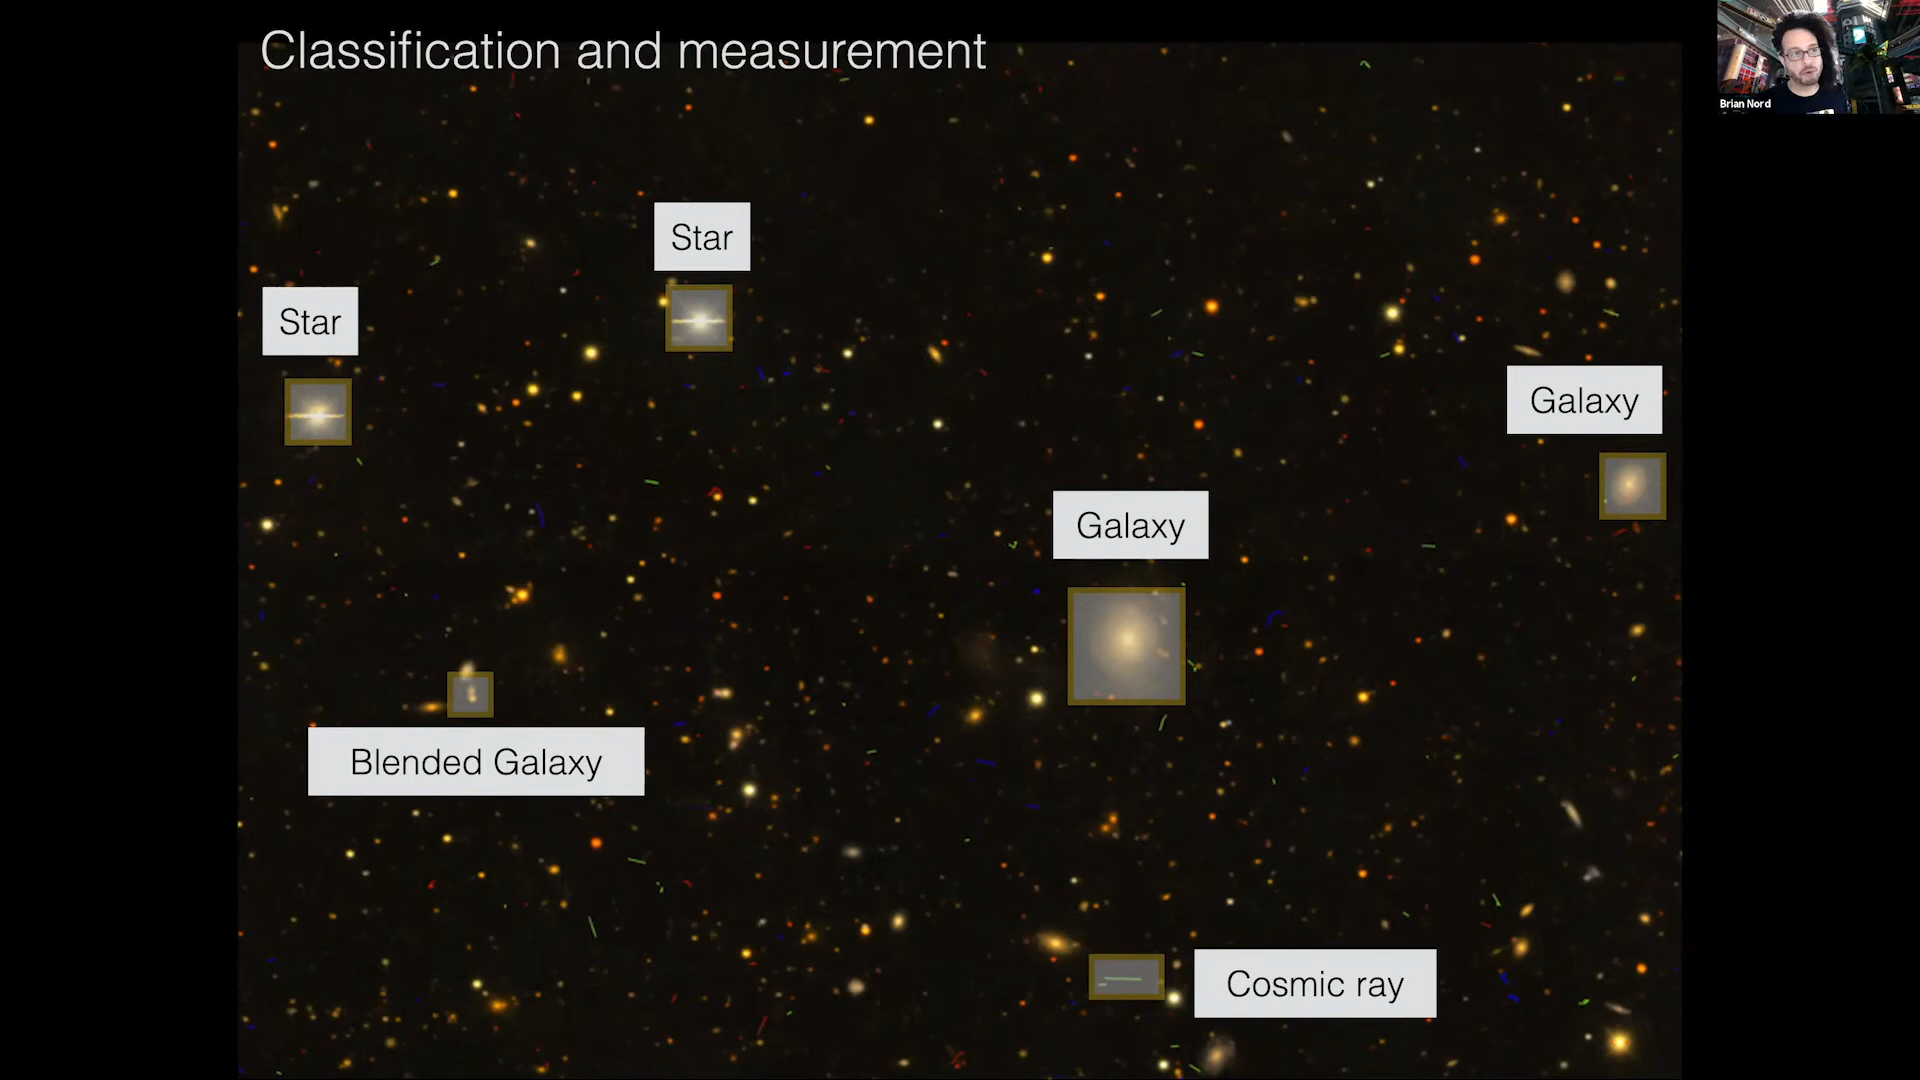 Classification and measurement
Brian Nord
Star
Star
Galaxy
Galaxy
Blended Galaxy
Cosmic ray